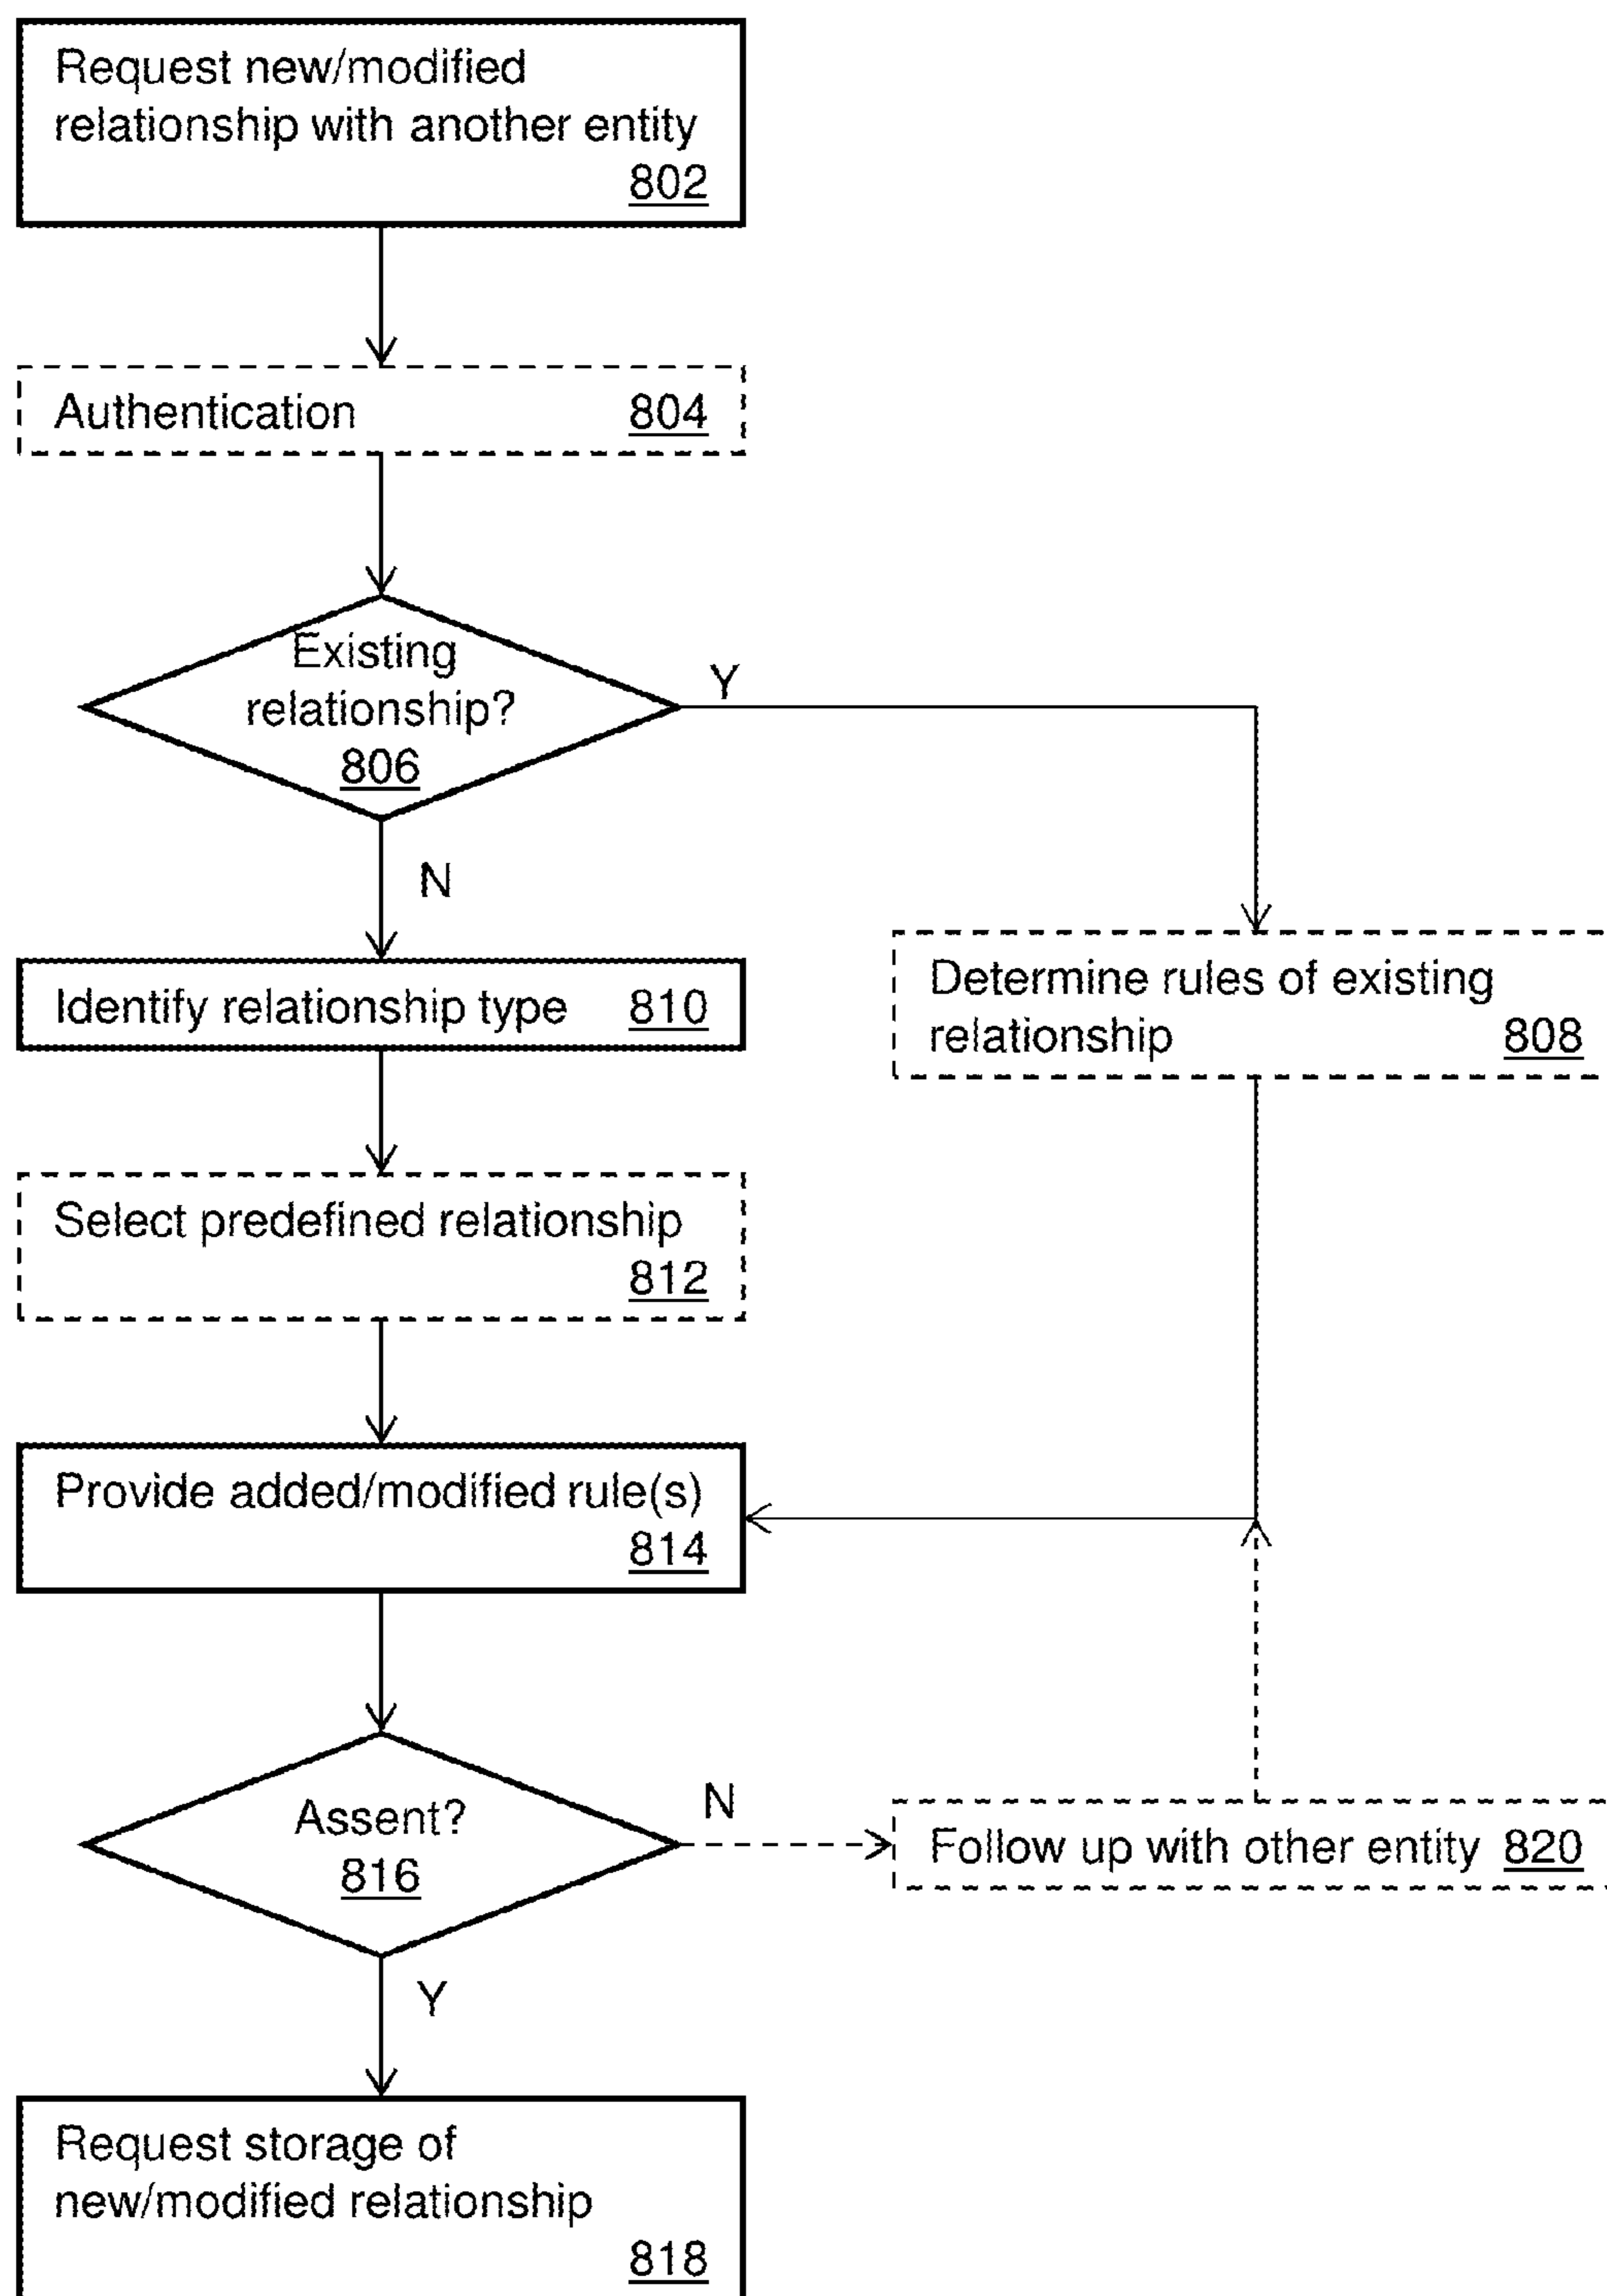 Request new/modified
relationship with another entity
802
Authentication 804
Existing
relationship?
806
Y
N
Identify relationship type 810
Determine rules of existing
relationship 808
Select predefined relationship
812
Provide added/modified rule(s)
814
Assent?
816
N
Follow up with other entity 820
Y
Request storage of
new/modified relationship
818